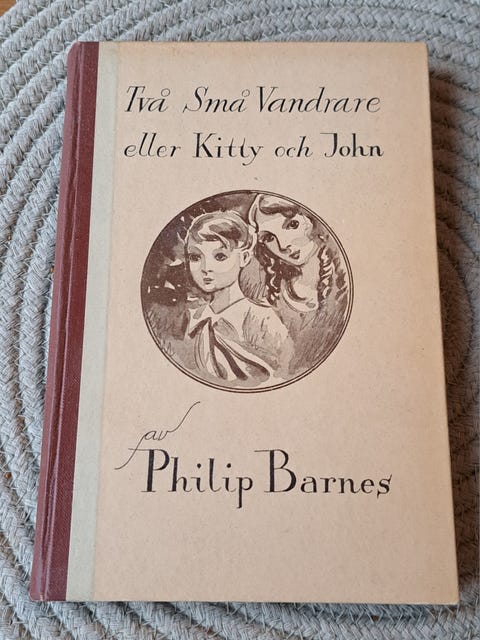 Två Små Vandrare
eller Kitty och John
av
Philip Barnes